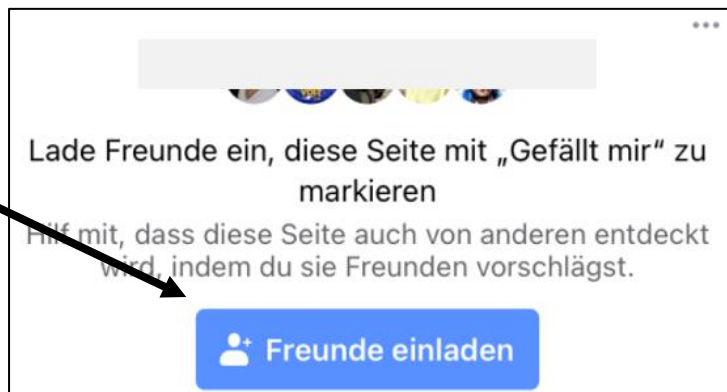 Lade Freunde ein, diese Seite mit „Gefällt mir“ zu
markieren
Hilf mit, dass diese Seite auch von anderen entdeckt
wird, indem du sie Freunden vorschlägst.
Freunde einladen